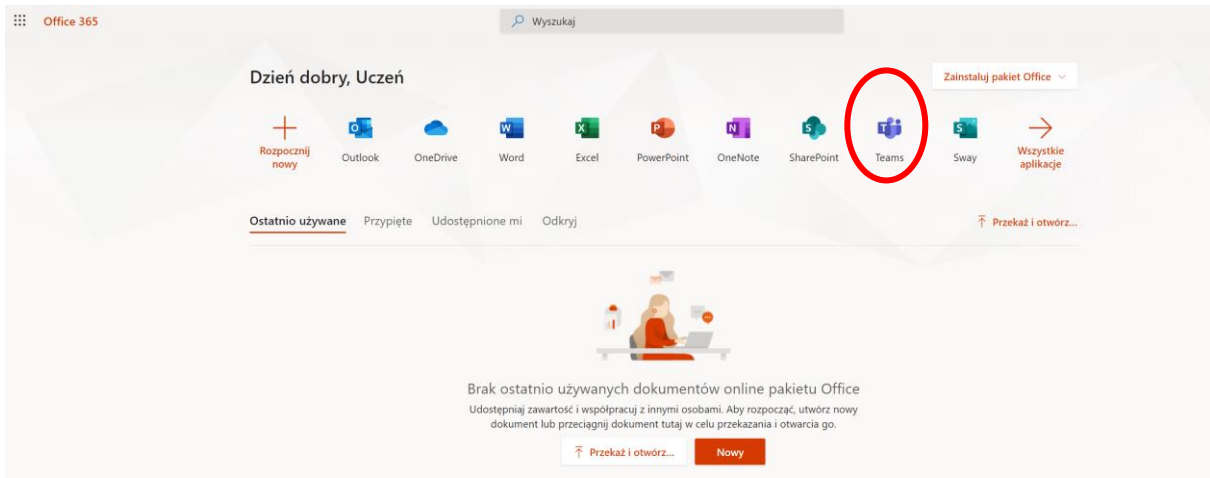 Office 365
Wyszukaj
Dzień dobry, Uczeń
Zainstaluj pakiet Office
Rozpocznij
nowy
Outlook
OneDrive
Word
Excel
PowerPoint
OneNote
SharePoint
Teams
Sway
Wszystkie
aplikacje
Ostatnio używane Przypięte Udostępnione mi Odkryj
Przekaż i otwórz...
Brak ostatnio używanych dokumentów online pakietu Office
Udostępniaj zawartość i współpracuj z innymi osobami. Aby rozpocząć, utwórz nowy
dokument lub przeciągnij dokument tutaj w celu przekazania i otwarcia go.
Przekaż i otwórz...
Nowy